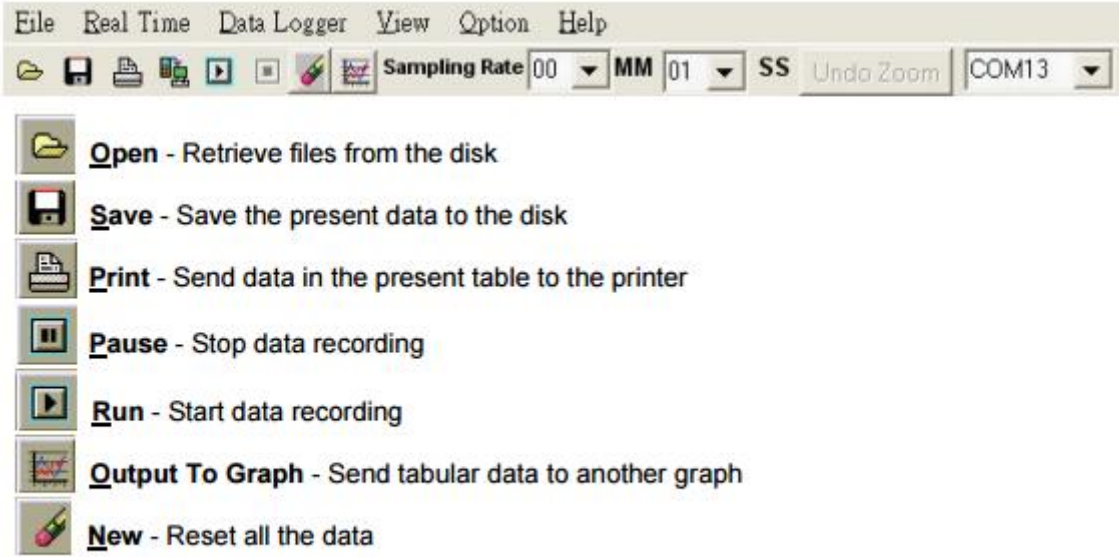 File Real Time Data Logger View Option Help
Sampling Rate 00 MM 01 SS Undo Zoom COM13
Open - Retrieve files from the disk
Save - Save the present data to the disk
Print - Send data in the present table to the printer
Pause - Stop data recording
Run - Start data recording
Output To Graph - Send tabular data to another graph
New - Reset all the data